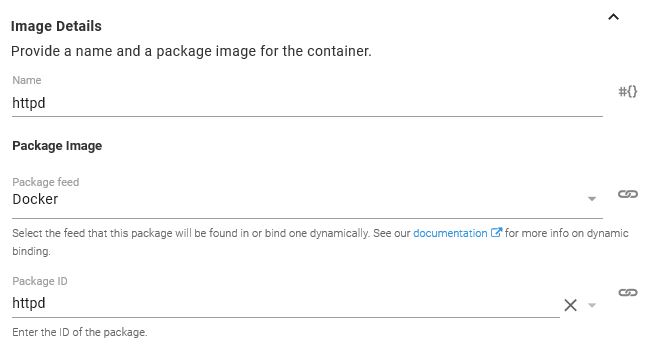 Image Details
Provide a name and a package image for the container.
Name
httpd
#{}
Package Image
Package feed
Docker
Select the feed that this package will be found in or bind one dynamically. See our documentation for more info on dynamic
binding.
Package ID
httpd
Enter the ID of the package.